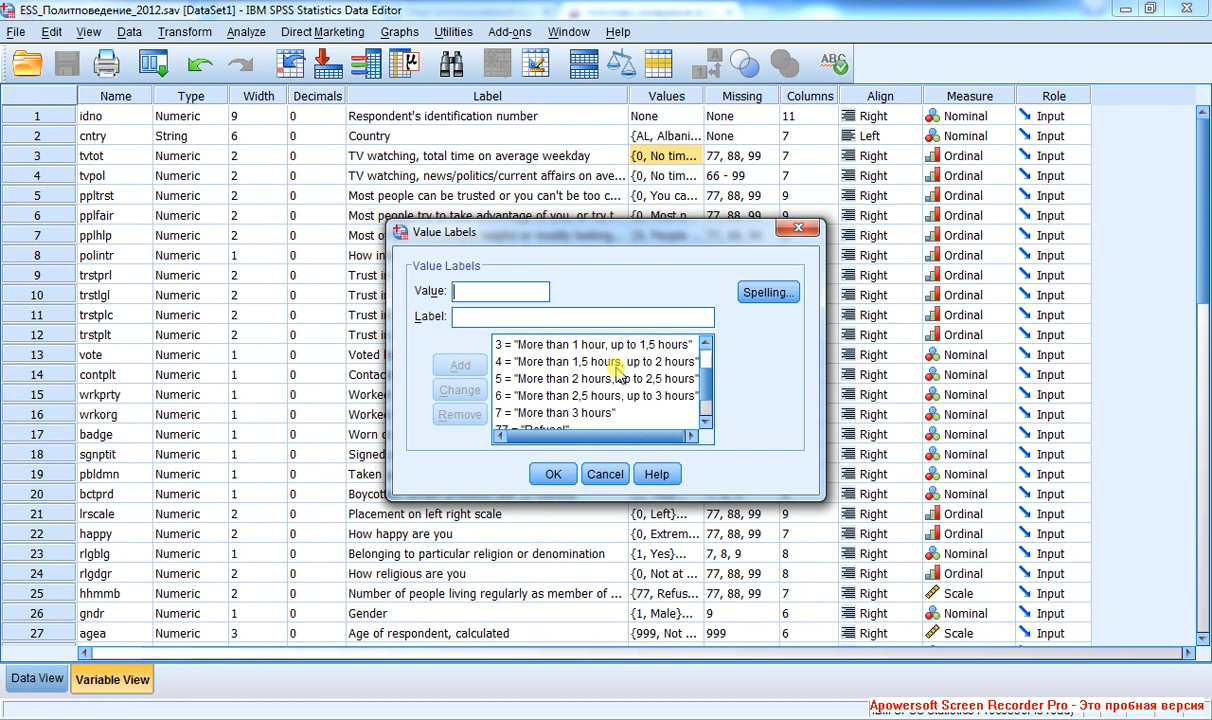 ESS_Политповедение_2012.sav [DataSet1] - IBM SPSS Statistics Data Editor
File Edit View Data Transform Analyze Direct Marketing Graphs Utilities Add-ons Window Help
Name Type Width Decimals Label Values Missing Columns Align Measure Role
1 idno Numeric 9 0 Respondent's identification number None None 11 Right Nominal Input
2 cntry String 6 0 Country {AL, Albani... None 7 Left Nominal Input
3 tvtot Numeric 2 0 TV watching, total time on average weekday {0, No tim... 77, 88, 99 7 Right Ordinal Input
4 tvpol Numeric 2 0 TV watching, news/politics/current affairs on ave... {0, No tim... 66 - 99 7 Right Ordinal Input
5 ppltrst Numeric 2 0 Most people can be trusted or you can't be too c... {0, You ca... 77, 88, 99 9 Right Ordinal Input
6 pplfair Numeric 2 0 Most people try to take advantage of you, or try t... {0, Most p... 77, 88, 99 9 Right Ordinal Input
7 pplhlp Numeric 2 0 Most o Right Ordinal Input
8 polintr Numeric 1 0 How in Right Ordinal Input
9 trstprl Numeric 2 0 Trust i Right Ordinal Input
10 trstlgl Numeric 2 0 Trust i Right Ordinal Input
11 trstplc Numeric 2 0 Trust i Right Ordinal Input
12 trstplt Numeric 2 0 Trust i Right Ordinal Input
13 vote Numeric 1 0 Voted l Right Nominal Input
14 contplt Numeric 1 0 Contac Right Nominal Input
15 wrkprty Numeric 1 0 Worked Right Nominal Input
16 wrkorg Numeric 1 0 Worked Right Nominal Input
17 badge Numeric 1 0 Worn o Right Nominal Input
18 sgnptit Numeric 1 0 Signed Right Nominal Input
19 pbldmn Numeric 1 0 Taken Right Nominal Input
20 bctprd Numeric 1 0 Boycot Right Nominal Input
21 lrscale Numeric 2 0 Placement on left right scale {0, Left}... 77, 88, 99 9 Right Ordinal Input
22 happy Numeric 2 0 How happy are you {0, Extrem... 77, 88, 99 7 Right Ordinal Input
23 rlgblg Numeric 1 0 Belonging to particular religion or denomination {1, Yes}... 7, 8, 9 8 Right Nominal Input
24 rlgdgr Numeric 2 0 How religious are you {0, Not at ... 77, 88, 99 8 Right Ordinal Input
25 hhmmb Numeric 2 0 Number of people living regularly as member of ... {77, Refus... 77, 88, 99 7 Right Scale Input
26 gndr Numeric 1 0 Gender {1, Male}... 9 6 Right Nominal Input
27 agea Numeric 3 0 Age of respondent, calculated {999, Not ... 999 6 Right Scale Input
Value Labels
Value Labels
Value: Spelling...
Label:
3 = "More than 1 hour, up to 1,5 hours"
4 = "More than 1,5 hours, up to 2 hours"
5 = "More than 2 hours, up to 2,5 hours"
6 = "More than 2,5 hours, up to 3 hours"
7 = "More than 3 hours"
77 = "Refusal"
Add
Change
Remove
OK Cancel Help
Data View Variable View
Apowersoft Screen Recorder Pro - Это пробная версия